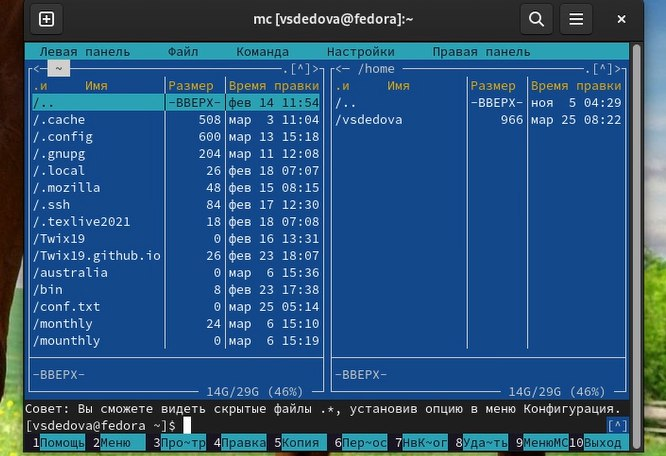 mc [vsdedova@fedora]:~
Левая панель Файл Команда Настройки Правая панель
<— ~ .[^]> <— /home .[^]>
.и Имя Размер Время правки .и Имя Размер Время правки
/.. -ВВЕРХ- фев 14 11:54 /.. -ВВЕРХ- ноя 5 04:29
/.cache 508 мар 3 11:04 /vsdedova 966 мар 25 08:22
/.config 600 мар 13 15:18
/.gnupg 204 мар 11 12:08
/.local 26 фев 18 07:07
/.mozilla 48 фев 15 08:15
/.ssh 84 фев 17 12:30
/.texlive2021 18 фев 18 07:08
/Twix19 0 фев 16 13:31
/Twix19.github.io 26 фев 23 18:07
/australia 0 мар 6 15:36
/bin 8 фев 23 17:38
/conf.txt 0 мар 25 05:14
/monthly 24 мар 6 15:10
/mounthly 0 мар 6 15:19
-ВВЕРХ- -ВВЕРХ-
14G/29G (46%) 14G/29G (46%)
Совет: Вы сможете видеть скрытые файлы .*, установив опцию в меню Конфигурация.
[vsdedova@fedora ~]$ [^]
1Помощь 2Меню 3Про~тр 4Правка 5Копия 6Пер~ос 7НвК~ог 8Уда~ть 9МенюМС 10Выход